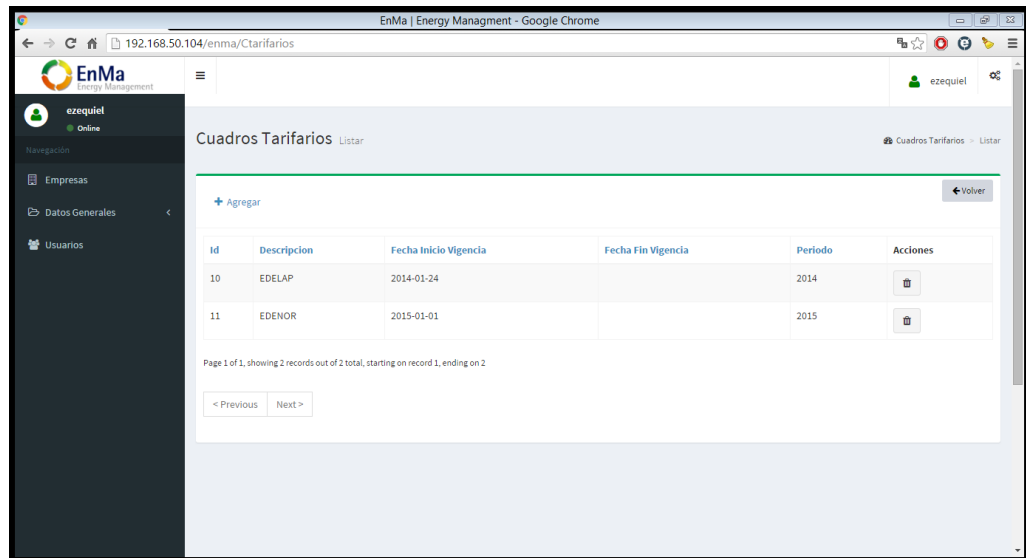 EnMa | Energy Managment - Google Chrome
192.168.50.104/enma/Ctarifarios
EnMa
Energy Management
ezequiel
ezequiel
Online
Navegación
Cuadros Tarifarios Listar
Cuadros Tarifarios > Listar
Empresas
Datos Generales
Usuarios
Volver
Agregar
Id Descripcion Fecha Inicio Vigencia Fecha Fin Vigencia Periodo Acciones
10 EDELAP 2014-01-24 2014
11 EDENOR 2015-01-01 2015
Page 1 of 1, showing 2 records out of 2 total, starting on record 1, ending on 2
< Previous Next >